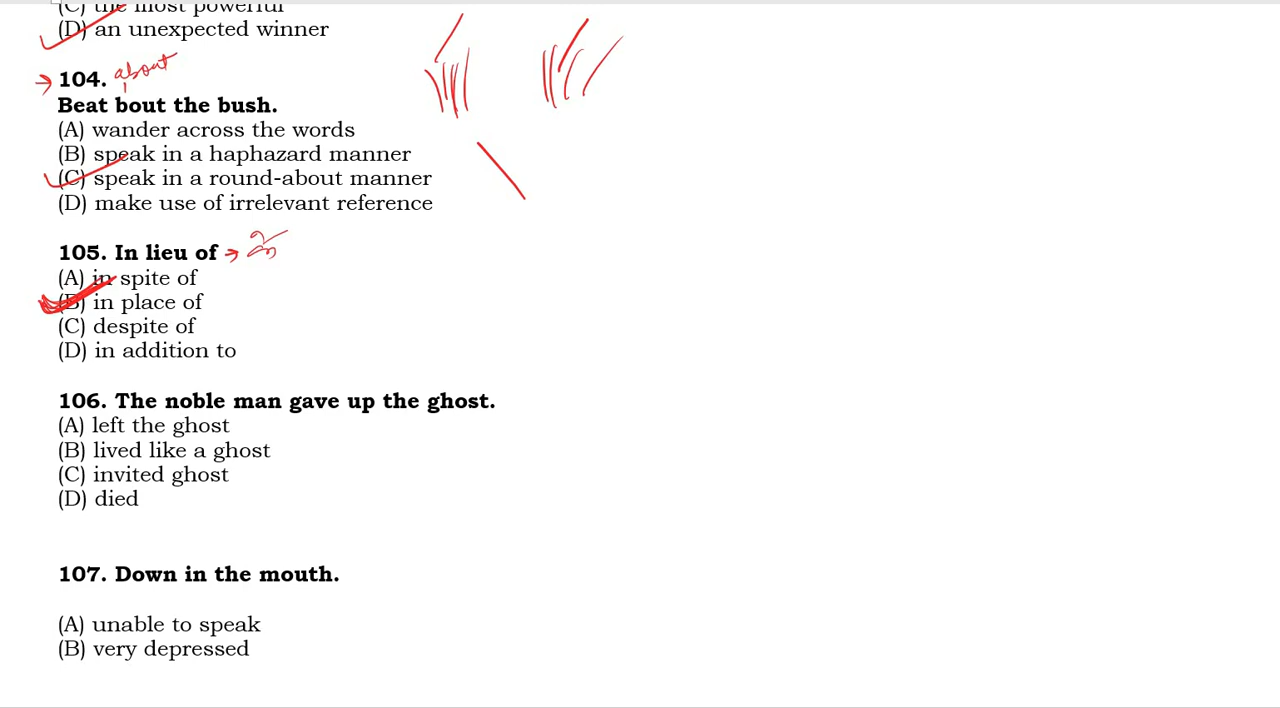 (C) the most powerful
(D) an unexpected winner
104. about
Beat bout the bush.
(A) wander across the words
(B) speak in a haphazard manner
(C) speak in a round-about manner
(D) make use of irrelevant reference
105. In lieu of →
(A) in spite of
(B) in place of
(C) despite of
(D) in addition to
106. The noble man gave up the ghost.
(A) left the ghost
(B) lived like a ghost
(C) invited ghost
(D) died
107. Down in the mouth.
(A) unable to speak
(B) very depressed